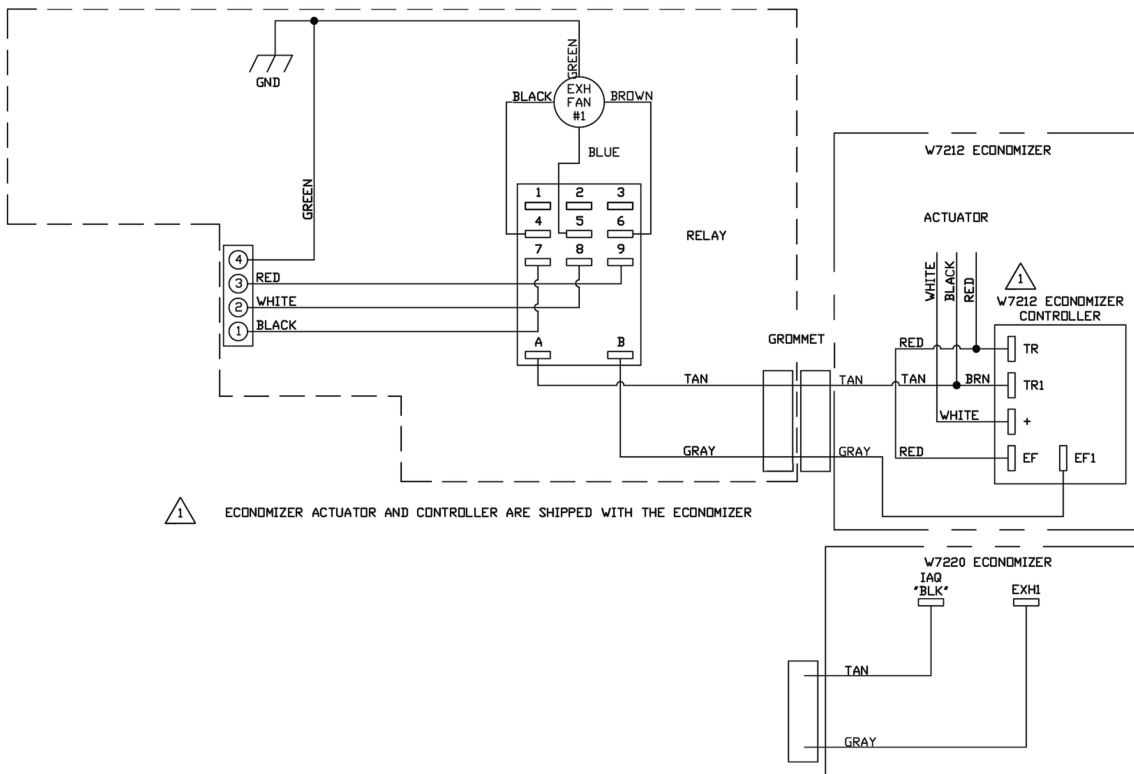 GND
GREEN
GREEN
BLACK
EXH
FAN
#1
BROWN
BLUE
1 2 3
4 5 6
7 8 9
A B
RELAY
4
3 RED
2 WHITE
1 BLACK
TAN
GRAY
GROMMET
W7212 ECONOMIZER
ACTUATOR
WHITE
BLACK
RED
1
W7212 ECONOMIZER
CONTROLLER
RED TR
TAN TAN BRN TR1
WHITE +
GRAY RED EF EF1
1 ECONOMIZER ACTUATOR AND CONTROLLER ARE SHIPPED WITH THE ECONOMIZER
W7220 ECONOMIZER
IAQ
"BLK"
EXH1
TAN
GRAY